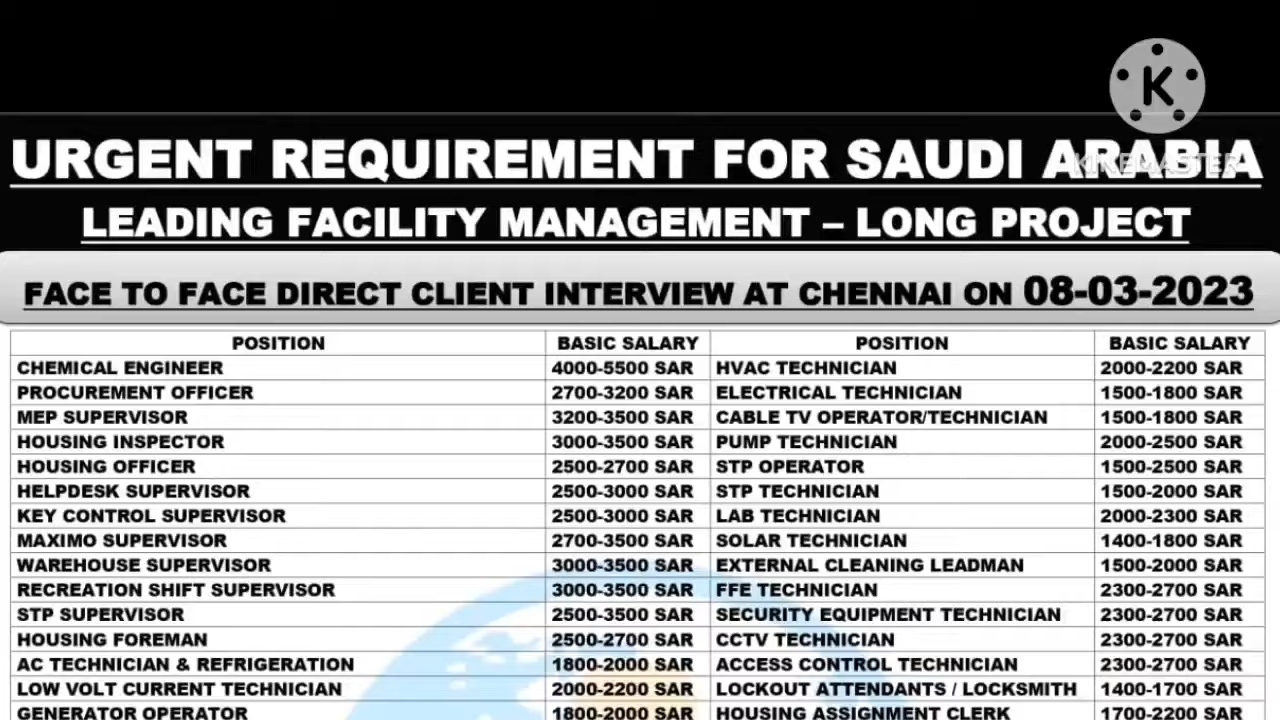 K
KINEMASTER
URGENT REQUIREMENT FOR SAUDI ARABIA
LEADING FACILITY MANAGEMENT – LONG PROJECT
FACE TO FACE DIRECT CLIENT INTERVIEW AT CHENNAI ON 08-03-2023
POSITION BASIC SALARY POSITION BASIC SALARY
CHEMICAL ENGINEER 4000-5500 SAR HVAC TECHNICIAN 2000-2200 SAR
PROCUREMENT OFFICER 2700-3200 SAR ELECTRICAL TECHNICIAN 1500-1800 SAR
MEP SUPERVISOR 3200-3500 SAR CABLE TV OPERATOR/TECHNICIAN 1500-1800 SAR
HOUSING INSPECTOR 3000-3500 SAR PUMP TECHNICIAN 2000-2500 SAR
HOUSING OFFICER 2500-2700 SAR STP OPERATOR 1500-2500 SAR
HELPDESK SUPERVISOR 2500-3000 SAR STP TECHNICIAN 1500-2000 SAR
KEY CONTROL SUPERVISOR 2500-3000 SAR LAB TECHNICIAN 2000-2300 SAR
MAXIMO SUPERVISOR 2700-3500 SAR SOLAR TECHNICIAN 1400-1800 SAR
WAREHOUSE SUPERVISOR 3000-3500 SAR EXTERNAL CLEANING LEADMAN 1500-2000 SAR
RECREATION SHIFT SUPERVISOR 3000-3500 SAR FFE TECHNICIAN 2300-2700 SAR
STP SUPERVISOR 2500-3500 SAR SECURITY EQUIPMENT TECHNICIAN 2300-2700 SAR
HOUSING FOREMAN 2500-2700 SAR CCTV TECHNICIAN 2300-2700 SAR
AC TECHNICIAN & REFRIGERATION 1800-2000 SAR ACCESS CONTROL TECHNICIAN 2300-2700 SAR
LOW VOLT CURRENT TECHNICIAN 2000-2200 SAR LOCKOUT ATTENDANTS / LOCKSMITH 1400-1700 SAR
GENERATOR OPERATOR 1800-2000 SAR HOUSING ASSIGNMENT CLERK 1700-2200 SAR